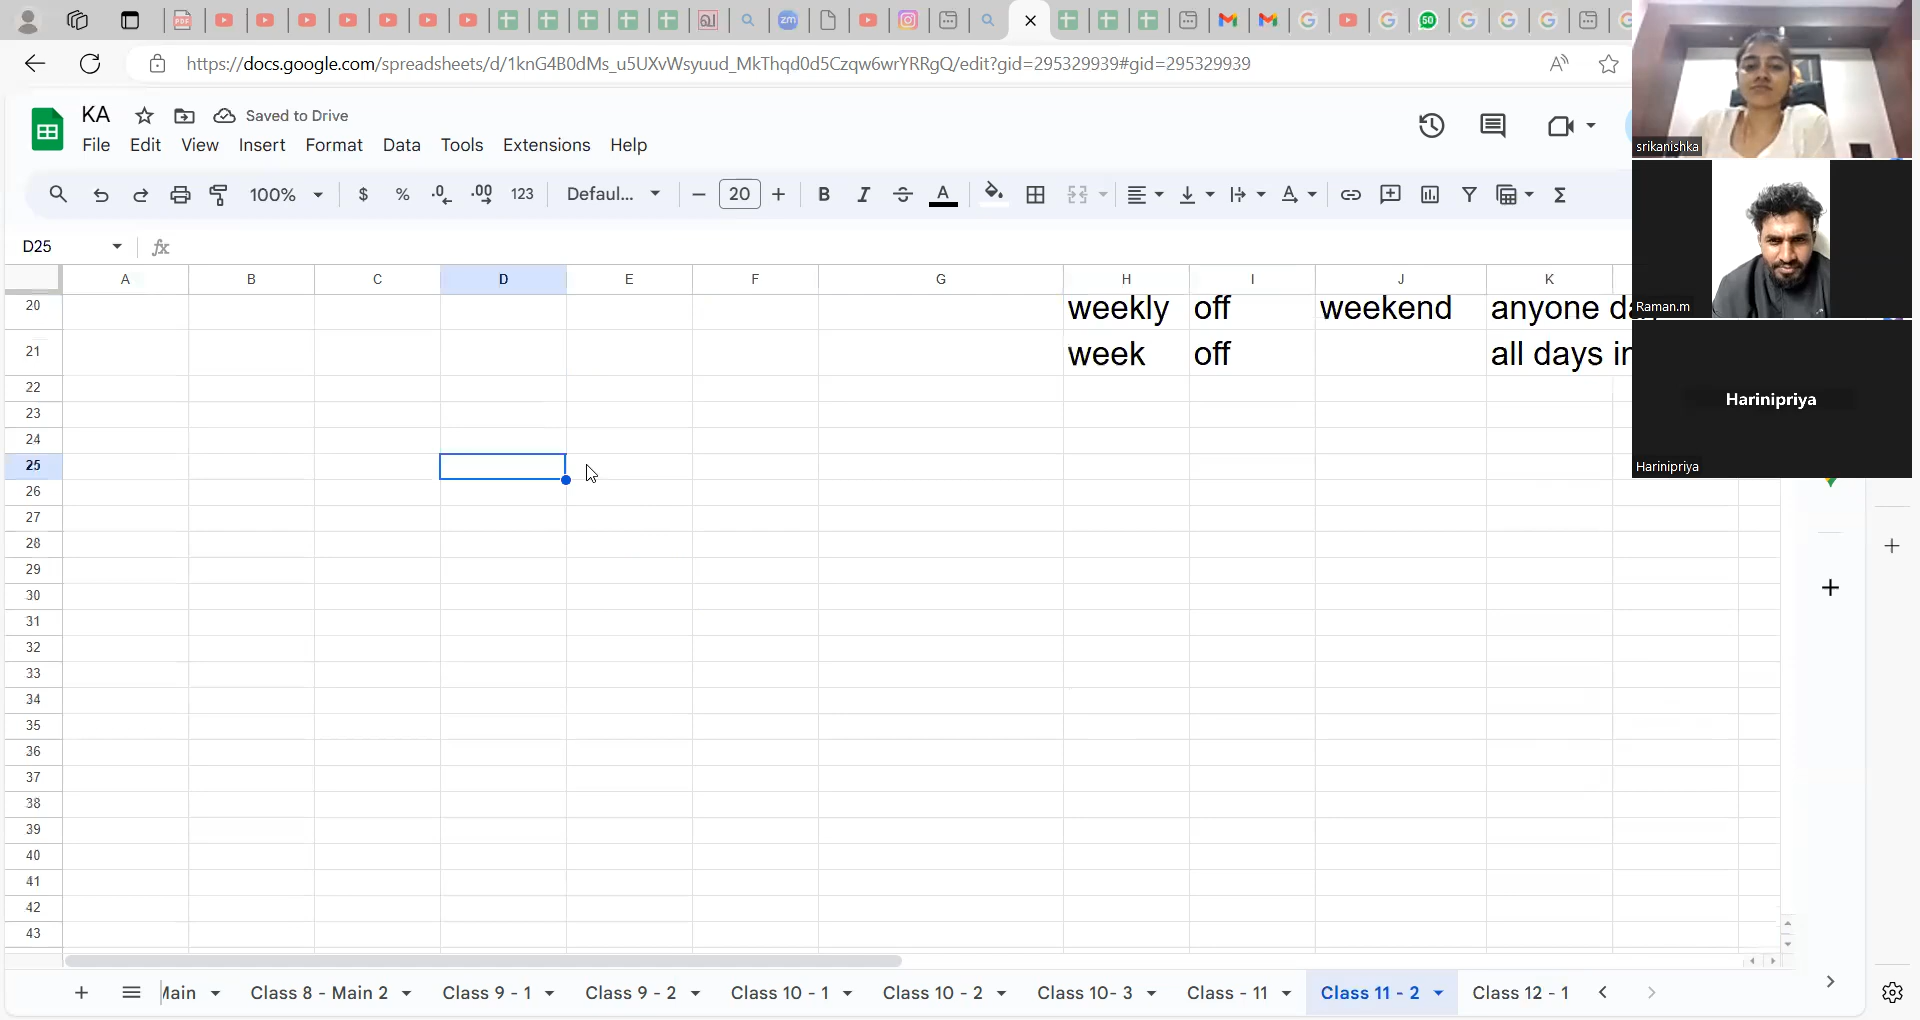 https://docs.google.com/spreadsheets/d/1knG4B0dMs_u5UXvWsyuud_MkThqd0d5Czqw6wrYRRgQ/edit?gid=295329939#gid=295329939
KA
Saved to Drive
File Edit View Insert Format Data Tools Extensions Help
100% $ % .0 .00 123 Defaul... 20 B I S A
D25 fx
A B C D E F G H I J K
20 weekly off weekend anyone
21 week off all days
22
23
24
25
26
27
28
29
30
31
32
33
34
35
36
37
38
39
40
41
42
43
Class 8 - Main 2 Class 9 - 1 Class 9 - 2 Class 10 - 1 Class 10 - 2 Class 10- 3 Class - 11 Class 11 - 2 Class 12 - 1
srikanishka
Raman.m
Harinipriya
Harinipriya